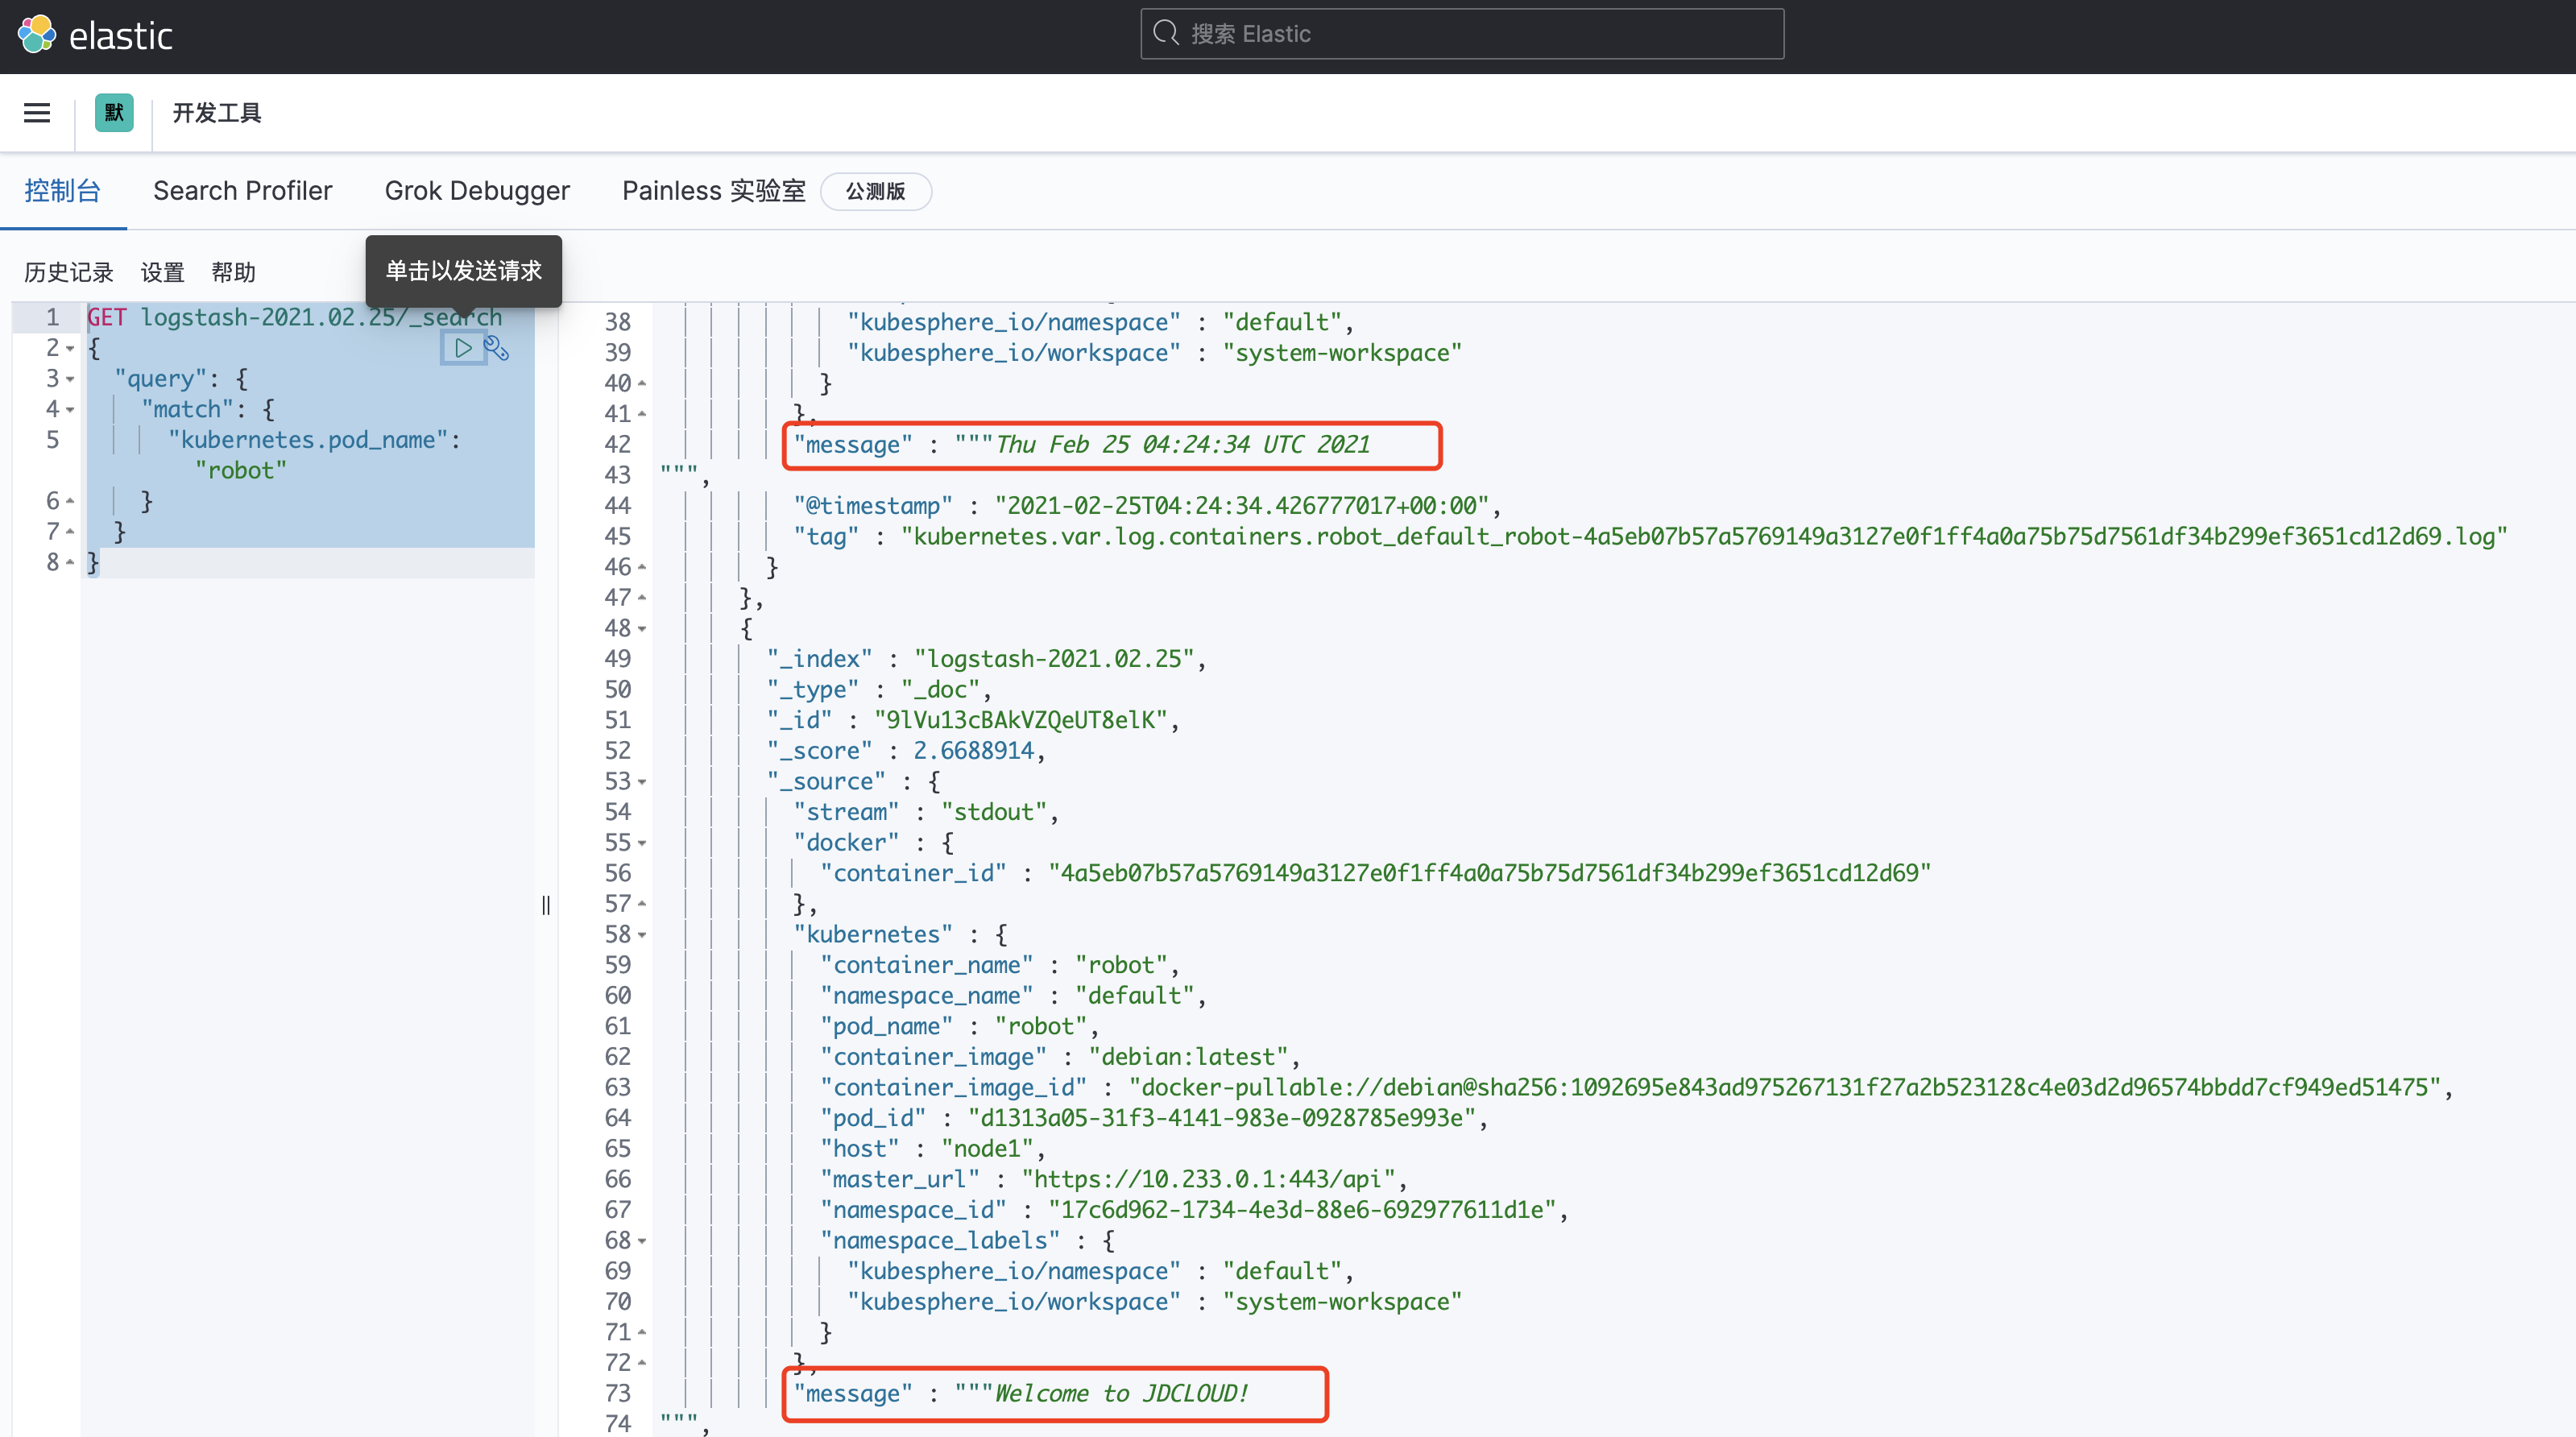 elastic
搜索 Elastic
默
开发工具
控制台
Search Profiler
Grok Debugger
Painless 实验室
公测版
历史记录
设置
帮助
单击以发送请求
1 GET logstash-2021.02.25/_search
2 {
3 "query": {
4 "match": {
5 "kubernetes.pod_name":
"robot"
6 }
7 }
8 }
38 "kubesphere_io/namespace" : "default",
39 "kubesphere_io/workspace" : "system-workspace"
40 }
41 },
42 "message" : """Thu Feb 25 04:24:34 UTC 2021
43 """,
44 "@timestamp" : "2021-02-25T04:24:34.426777017+00:00",
45 "tag" : "kubernetes.var.log.containers.robot_default_robot-4a5eb07b57a5769149a3127e0f1ff4a0a75b75d7561df34b299ef3651cd12d69.log"
46 }
47 },
48 {
49 "_index" : "logstash-2021.02.25",
50 "_type" : "_doc",
51 "_id" : "9lVu13cBAkVZQeUT8elK",
52 "_score" : 2.6688914,
53 "_source" : {
54 "stream" : "stdout",
55 "docker" : {
56 "container_id" : "4a5eb07b57a5769149a3127e0f1ff4a0a75b75d7561df34b299ef3651cd12d69"
57 },
58 "kubernetes" : {
59 "container_name" : "robot",
60 "namespace_name" : "default",
61 "pod_name" : "robot",
62 "container_image" : "debian:latest",
63 "container_image_id" : "docker-pullable://debian@sha256:1092695e843ad975267131f27a2b523128c4e03d2d96574bbdd7cf949ed51475",
64 "pod_id" : "d1313a05-31f3-4141-983e-0928785e993e",
65 "host" : "node1",
66 "master_url" : "https://10.233.0.1:443/api",
67 "namespace_id" : "17c6d962-1734-4e3d-88e6-692977611d1e",
68 "namespace_labels" : {
69 "kubesphere_io/namespace" : "default",
70 "kubesphere_io/workspace" : "system-workspace"
71 }
72 },
73 "message" : """Welcome to JDCLOUD!
74 """,